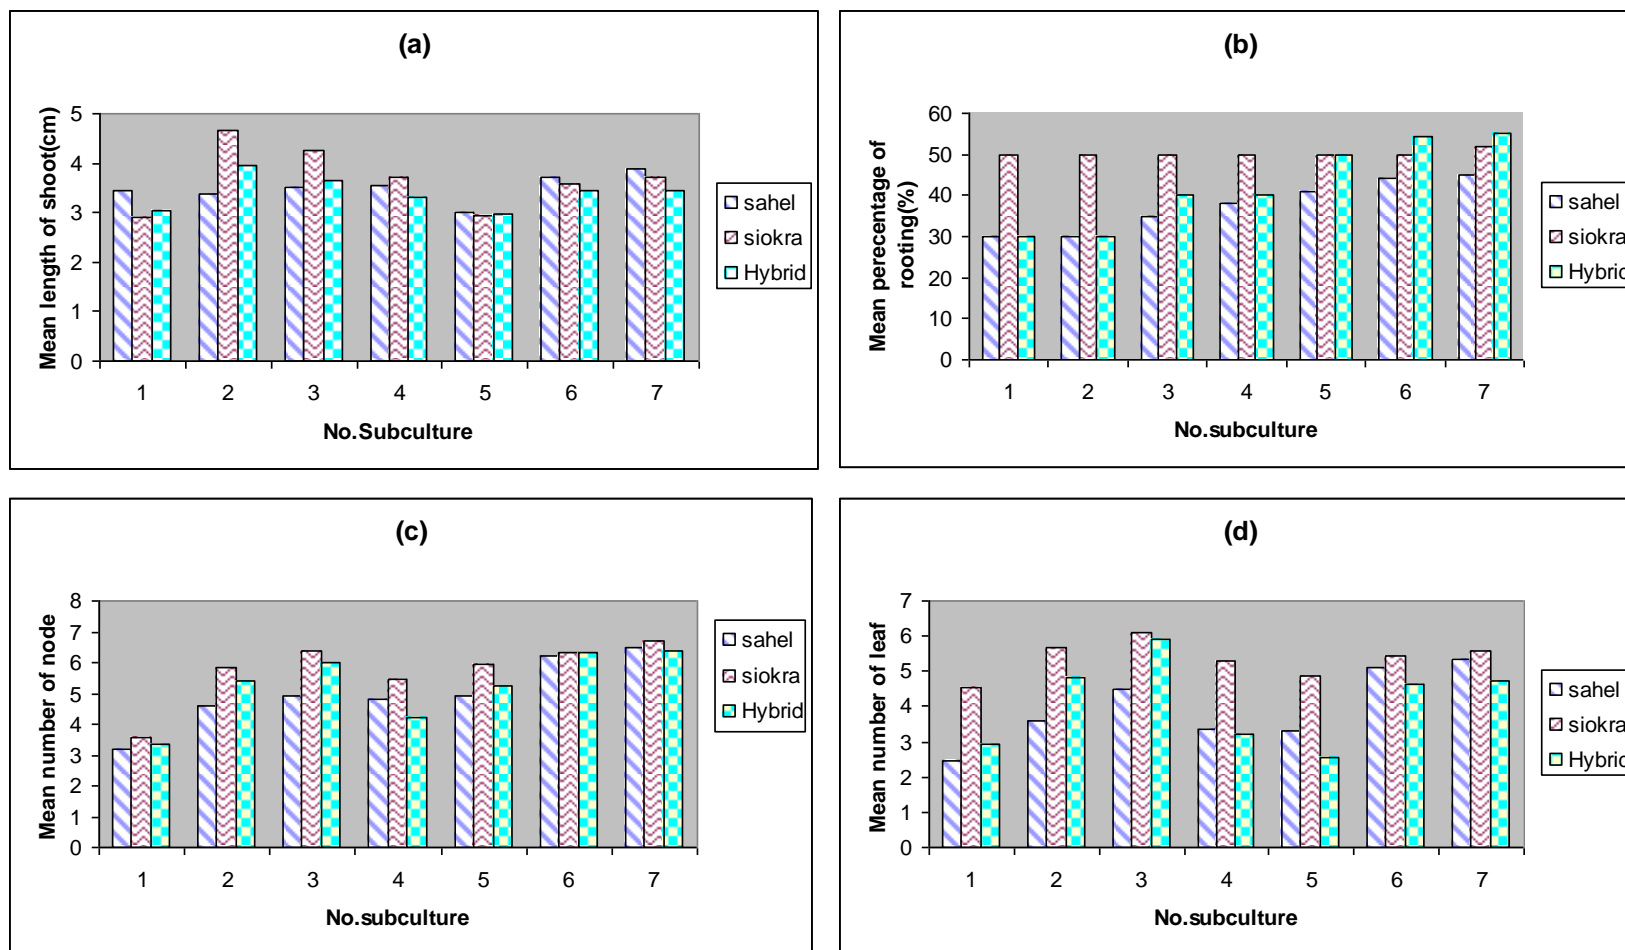 (a)
Mean length of shoot(cm)
5
4
3
2
1
0
1 2 3 4 5 6 7
No.Subculture
sahel
siokra
Hybrid
(b)
Mean perecentage of
rooting(%)
60
50
40
30
20
10
0
1 2 3 4 5 6 7
No.subculture
sahel
siokra
Hybrid
(c)
Mean number of node
8
7
6
5
4
3
2
1
0
1 2 3 4 5 6 7
No.subculture
sahel
siokra
Hybrid
(d)
Mean number of leaf
7
6
5
4
3
2
1
0
1 2 3 4 5 6 7
No.subculture
sahel
siokra
Hybrid